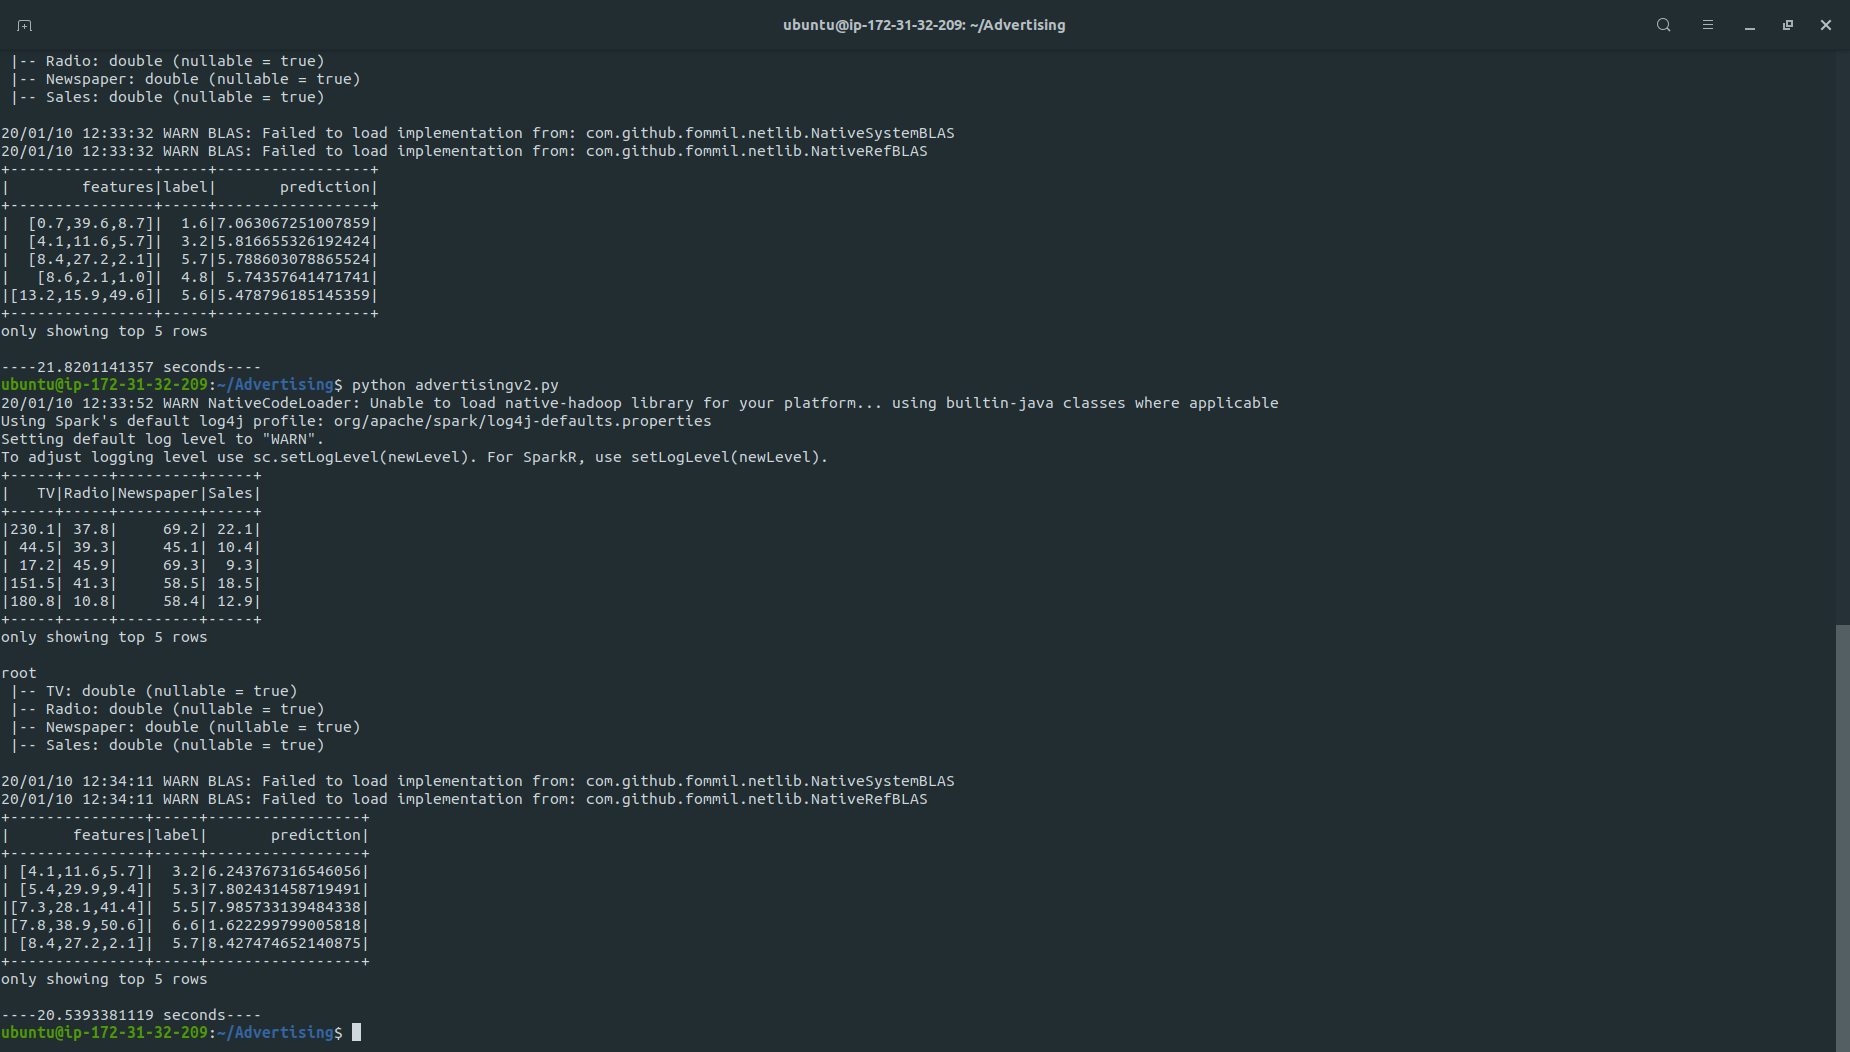 ubuntu@ip-172-31-32-209: ~/Advertising
 |-- Radio: double (nullable = true)
 |-- Newspaper: double (nullable = true)
 |-- Sales: double (nullable = true)

20/01/10 12:33:32 WARN BLAS: Failed to load implementation from: com.github.fommil.netlib.NativeSystemBLAS
20/01/10 12:33:32 WARN BLAS: Failed to load implementation from: com.github.fommil.netlib.NativeRefBLAS
+----------------+-----+-----------------+
|        features|label|       prediction|
+----------------+-----+-----------------+
|  [0.7,39.6,8.7]|  1.6|7.063067251007859|
|  [4.1,11.6,5.7]|  3.2|5.816655326192424|
|  [8.4,27.2,2.1]|  5.7|5.788603078865524|
|   [8.6,2.1,1.0]|  4.8| 5.74357641471741|
|[13.2,15.9,49.6]|  5.6|5.478796185145359|
+----------------+-----+-----------------+
only showing top 5 rows

----21.8201141357 seconds----
ubuntu@ip-172-31-32-209:~/Advertising$ python advertisingv2.py
20/01/10 12:33:52 WARN NativeCodeLoader: Unable to load native-hadoop library for your platform... using builtin-java classes where applicable
Using Spark's default log4j profile: org/apache/spark/log4j-defaults.properties
Setting default log level to "WARN".
To adjust logging level use sc.setLogLevel(newLevel). For SparkR, use setLogLevel(newLevel).
+-----+-----+---------+-----+
|   TV|Radio|Newspaper|Sales|
+-----+-----+---------+-----+
|230.1| 37.8|     69.2| 22.1|
| 44.5| 39.3|     45.1| 10.4|
| 17.2| 45.9|     69.3|  9.3|
|151.5| 41.3|     58.5| 18.5|
|180.8| 10.8|     58.4| 12.9|
+-----+-----+---------+-----+
only showing top 5 rows

root
 |-- TV: double (nullable = true)
 |-- Radio: double (nullable = true)
 |-- Newspaper: double (nullable = true)
 |-- Sales: double (nullable = true)

20/01/10 12:34:11 WARN BLAS: Failed to load implementation from: com.github.fommil.netlib.NativeSystemBLAS
20/01/10 12:34:11 WARN BLAS: Failed to load implementation from: com.github.fommil.netlib.NativeRefBLAS
+---------------+-----+-----------------+
|       features|label|       prediction|
+---------------+-----+-----------------+
| [4.1,11.6,5.7]|  3.2|6.243767316546056|
| [5.4,29.9,9.4]|  5.3|7.802431458719491|
|[7.3,28.1,41.4]|  5.5|7.985733139484338|
|[7.8,38.9,50.6]|  6.6|1.622299799005818|
| [8.4,27.2,2.1]|  5.7|8.427474652140875|
+---------------+-----+-----------------+
only showing top 5 rows

----20.5393381119 seconds----
ubuntu@ip-172-31-32-209:~/Advertising$